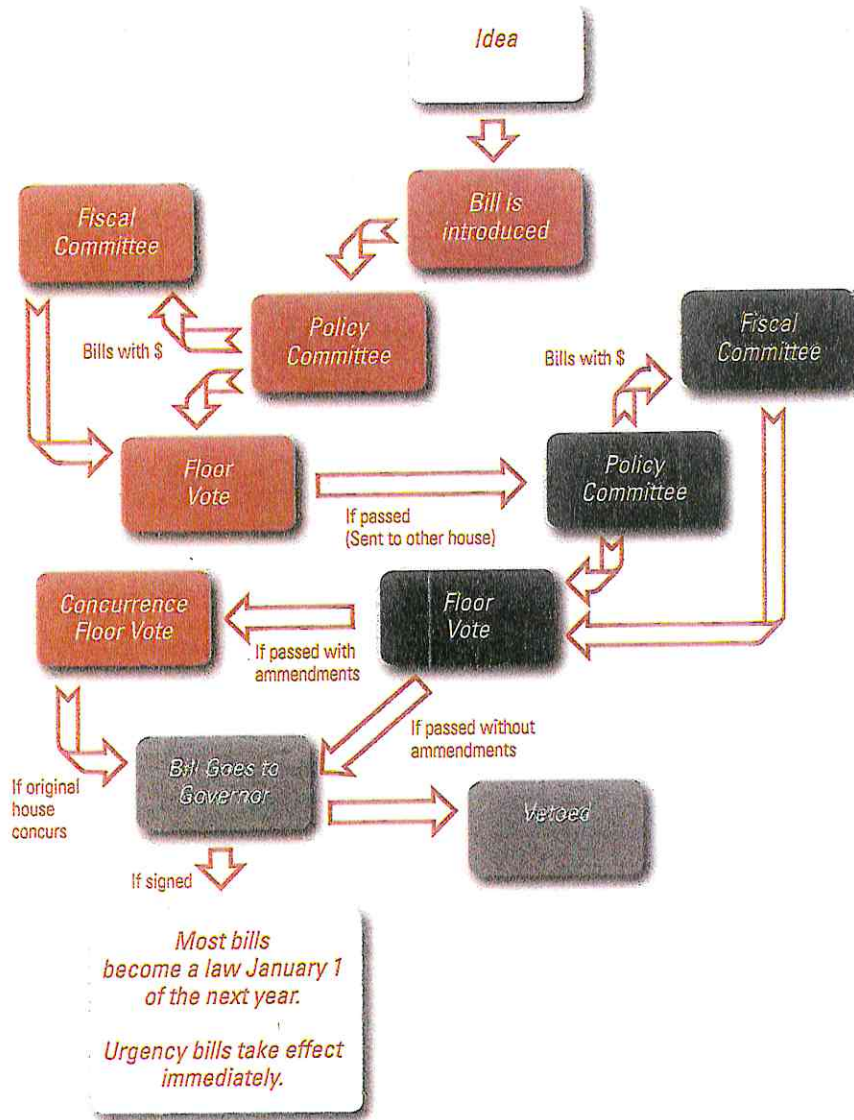 Idea
Bill is
introduced
Fiscal
Committee
Policy
Committee
Bills with $
Floor
Vote
If passed
(Sent to other house)
Fiscal
Committee
Bills with $
Policy
Committee
Floor
Vote
Concurrence
Floor Vote
If passed with
ammendments
If passed without
ammendments
If original
house
concurs
Bill Goes to
Governor
Vetoed
If signed
Most bills
become a law January 1
of the next year.
Urgency bills take effect
immediately.